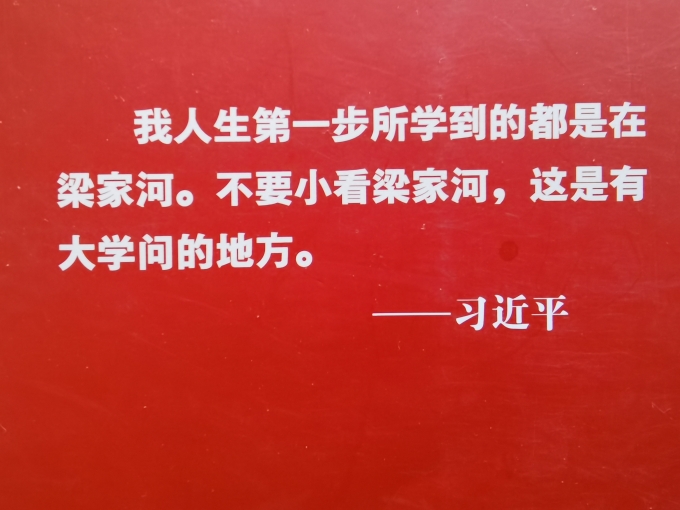 我人生第一步所学到的都是在
梁家河。不要小看梁家河，这是有
大学问的地方。
——习近平